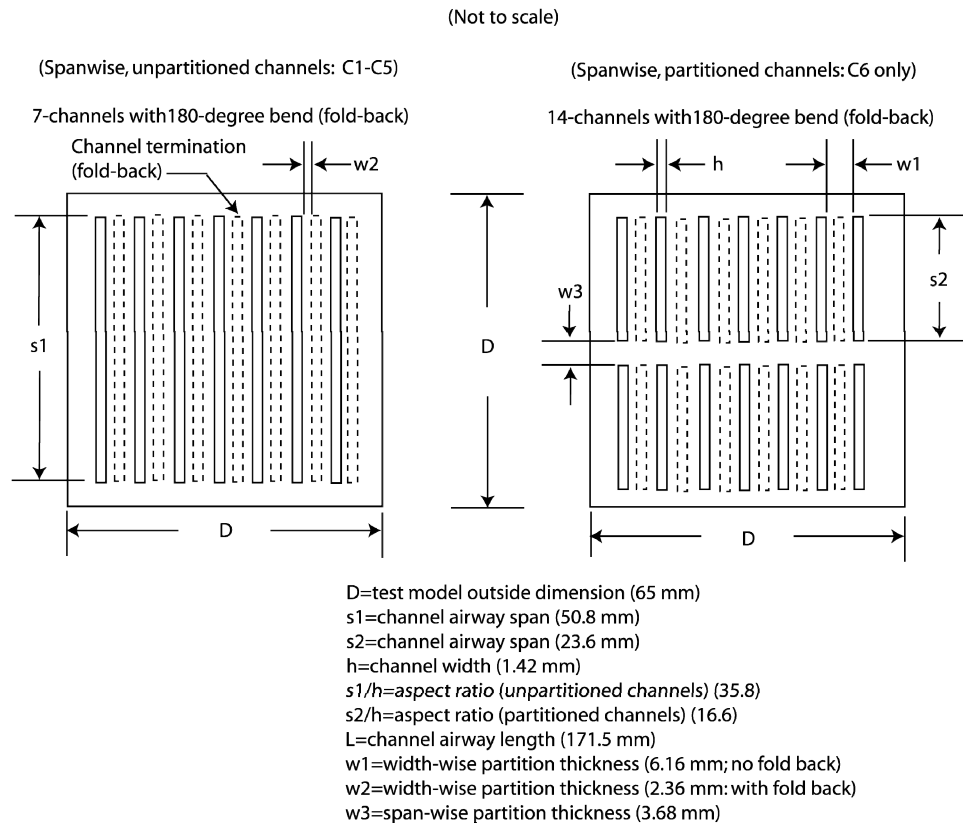 (Not to scale)
(Spanwise, unpartitioned channels: C1-C5)
(Spanwise, partitioned channels: C6 only)
7-channels with180-degree bend (fold-back)
14-channels with180-degree bend (fold-back)
Channel termination
(fold-back)
w2
h
w1
s1
D
w3
s2
D
D
D=test model outside dimension (65 mm)
s1=channel airway span (50.8 mm)
s2=channel airway span (23.6 mm)
h=channel width (1.42 mm)
s1/h=aspect ratio (unpartitioned channels) (35.8)
s2/h=aspect ratio (partitioned channels) (16.6)
L=channel airway length (171.5 mm)
w1=width-wise partition thickness (6.16 mm; no fold back)
w2=width-wise partition thickness (2.36 mm: with fold back)
w3=span-wise partition thickness (3.68 mm)